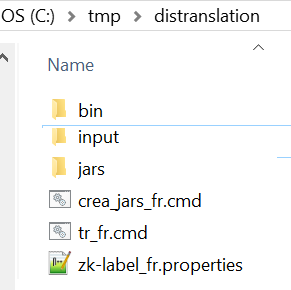 OS (C:) > tmp > distranslation
Name
bin
input
jars
crea_jars_fr.cmd
tr_fr.cmd
zk-label_fr.properties